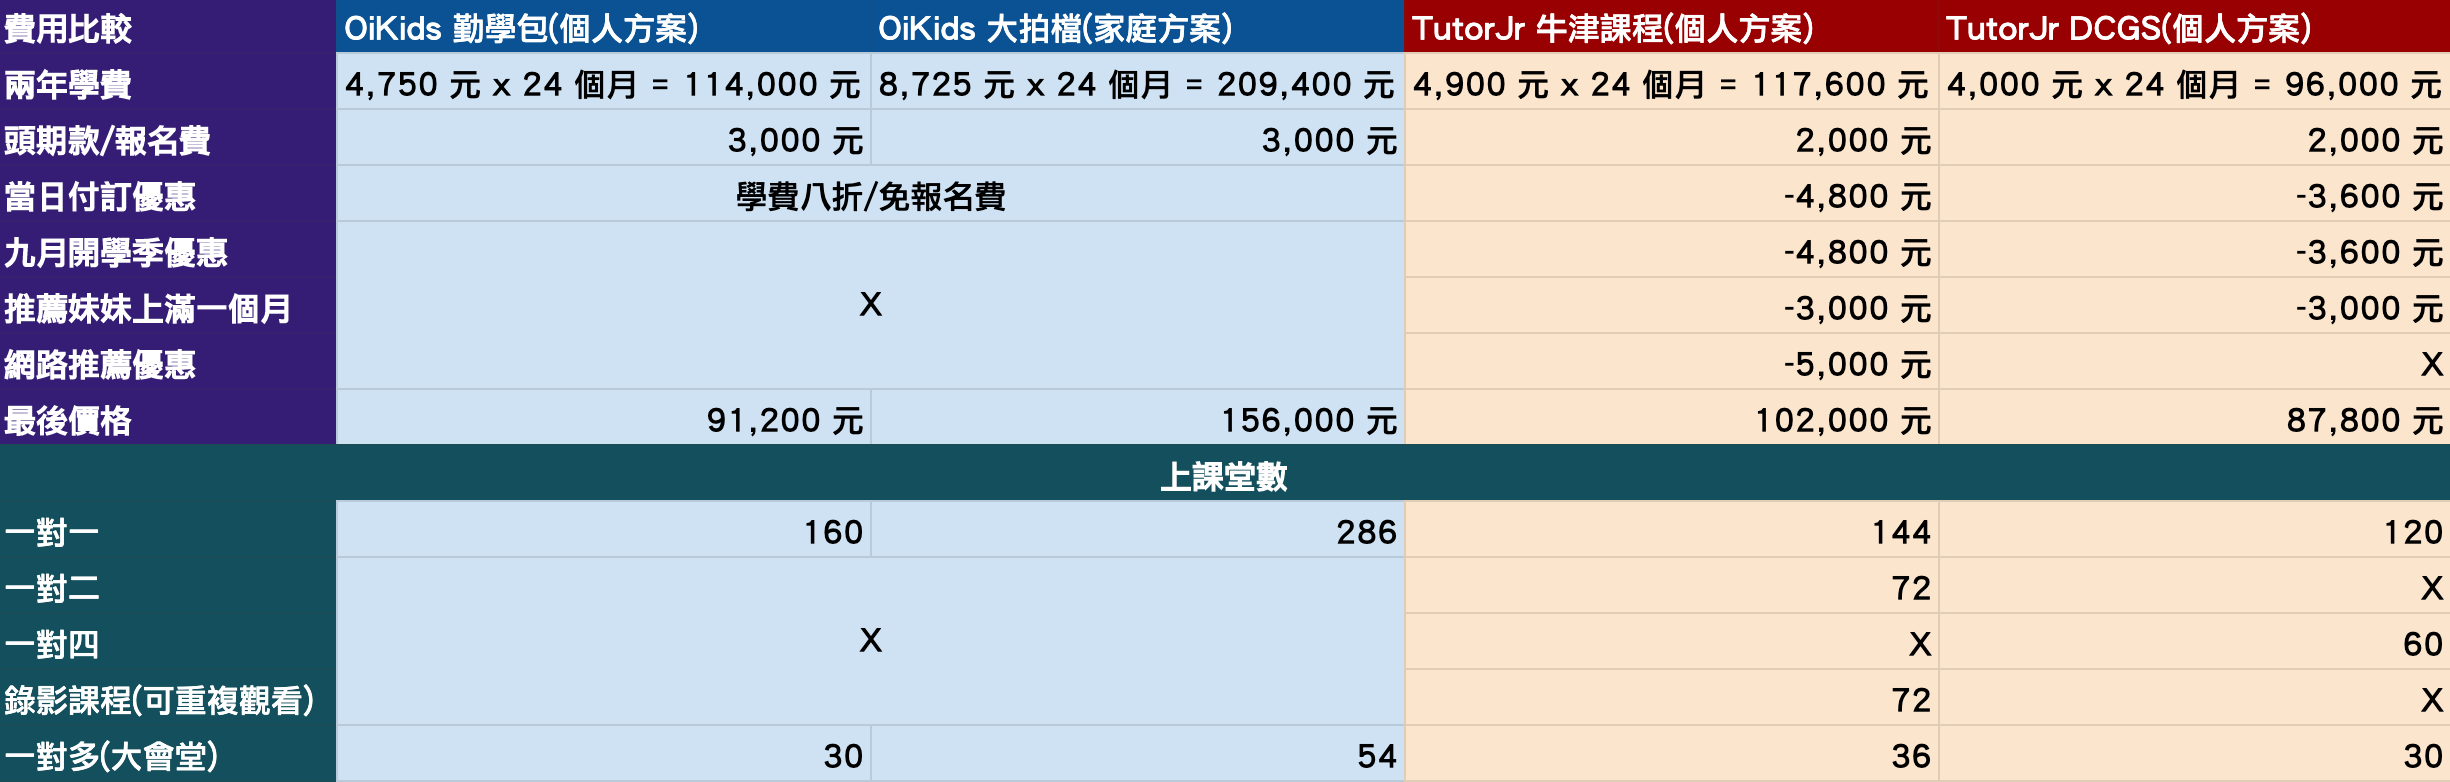 費用比較 OiKids 勤學包(個人方案) OiKids 大拍檔(家庭方案) TutorJr 牛津課程(個人方案) TutorJr DCGS(個人方案)
兩年學費 4,750 元 x 24 個月 = 114,000 元 8,725 元 x 24 個月 = 209,400 元 4,900 元 x 24 個月 = 117,600 元 4,000 元 x 24 個月 = 96,000 元
頭期款/報名費 3,000 元 3,000 元 2,000 元 2,000 元
當日付訂優惠 學費八折/免報名費 -4,800 元 -3,600 元
九月開學季優惠 -4,800 元 -3,600 元
推薦妹妹上滿一個月 X -3,000 元 -3,000 元
網路推薦優惠 -5,000 元 X
最後價格 91,200 元 156,000 元 102,000 元 87,800 元
上課堂數
一對一 160 286 144 120
一對二 72 X
一對四 X X 60
錄影課程(可重複觀看) 72 X
一對多(大會堂) 30 54 36 30